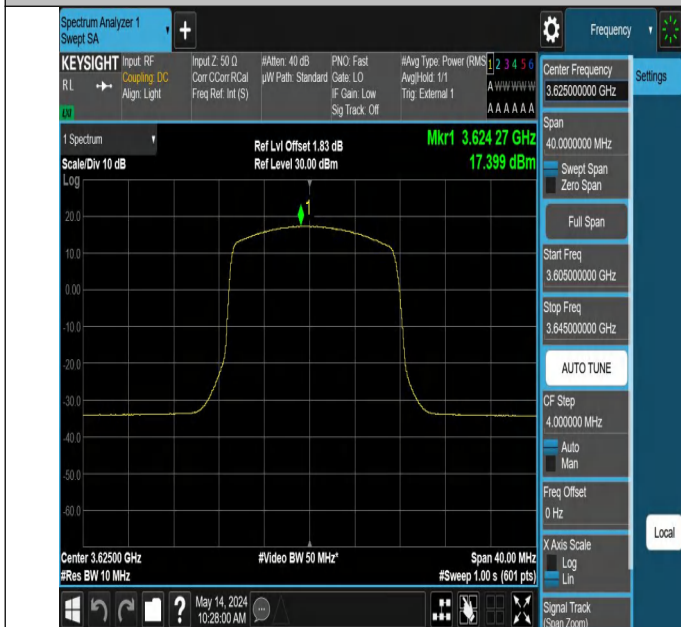 Spectrum Analyzer 1
Swept SA
+
Frequency
KEYSIGHT
RL
Input: RF
Coupling: DC
Align: Light
Input Z: 50 Ω
Corr CCorr RCal
Freq Ref: Int (S)
#Atten: 40 dB
µW Path: Standard
PNO: Fast
Gate: LO
IF Gain: Low
Sig Track: Off
#Avg Type: Power (RMS
Avg|Hold: 1/1
Trig: External 1
1 2 3 4 5 6
A W W W W W
A A A A A A
1 Spectrum
Scale/Div 10 dB
Log
Ref Lvl Offset 1.83 dB
Ref Level 30.00 dBm
Mkr1 3.624 27 GHz
17.399 dBm
1
20.0
10.0
0.00
-10.0
-20.0
-30.0
-40.0
-50.0
-60.0
Center 3.62500 GHz
#Res BW 10 MHz
#Video BW 50 MHz*
Span 40.00 MHz
#Sweep 1.00 s (601 pts)
?
May 14, 2024
10:28:00 AM
Center Frequency
3.625000000 GHz
Settings
Span
40.0000000 MHz
Swept Span
Zero Span
Full Span
Start Freq
3.605000000 GHz
Stop Freq
3.645000000 GHz
AUTO TUNE
CF Step
4.000000 MHz
Auto
Man
Freq Offset
0 Hz
X Axis Scale
Log
Lin
Local
Signal Track
(Span Zoom)